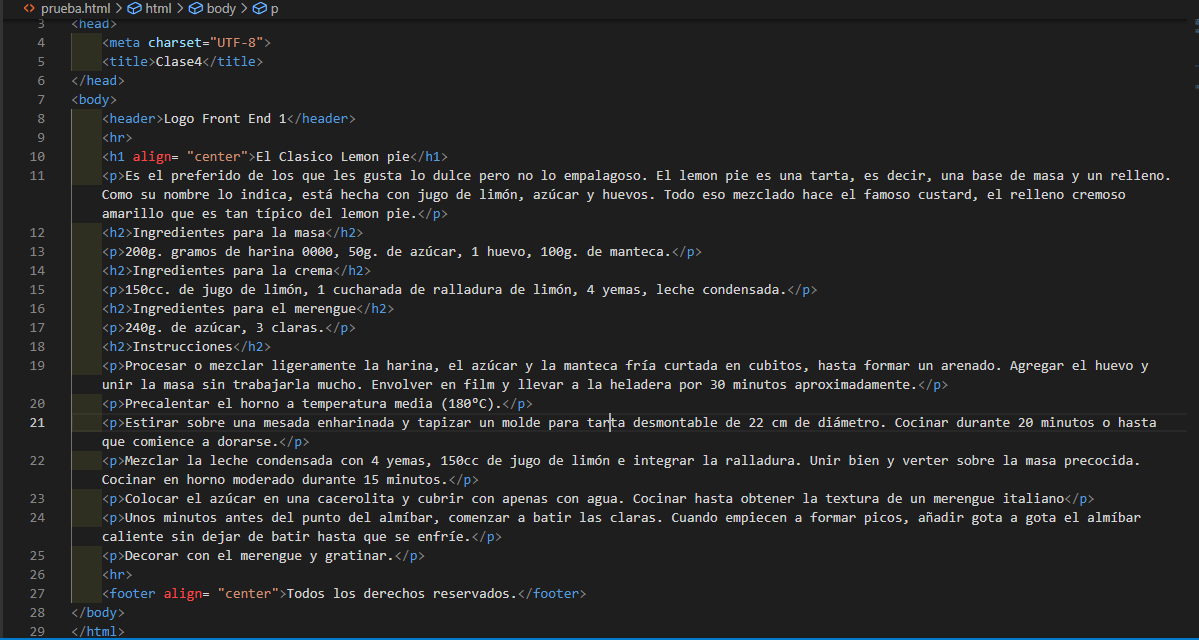 prueba.html > html > body > p
3 <head>
4 <meta charset="UTF-8">
5 <title>Clase4</title>
6 </head>
7 <body>
8 <header>Logo Front End 1</header>
9 <hr>
10 <h1 align= "center">El Clasico Lemon pie</h1>
11 <p>Es el preferido de los que les gusta lo dulce pero no lo empalagoso. El lemon pie es una tarta, es decir, una base de masa y un relleno.
Como su nombre lo indica, está hecha con jugo de limón, azúcar y huevos. Todo eso mezclado hace el famoso custard, el relleno cremoso
amarillo que es tan típico del lemon pie.</p>
12 <h2>Ingredientes para la masa</h2>
13 <p>200g. gramos de harina 0000, 50g. de azúcar, 1 huevo, 100g. de manteca.</p>
14 <h2>Ingredientes para la crema</h2>
15 <p>150cc. de jugo de limón, 1 cucharada de ralladura de limón, 4 yemas, leche condensada.</p>
16 <h2>Ingredientes para el merengue</h2>
17 <p>240g. de azúcar, 3 claras.</p>
18 <h2>Instrucciones</h2>
19 <p>Procesar o mezclar ligeramente la harina, el azúcar y la manteca fría curtada en cubitos, hasta formar un arenado. Agregar el huevo y
unir la masa sin trabajarla mucho. Envolver en film y llevar a la heladera por 30 minutos aproximadamente.</p>
20 <p>Precalentar el horno a temperatura media (180ºC).</p>
21 <p>Estirar sobre una mesada enharinada y tapizar un molde para tarta desmontable de 22 cm de diámetro. Cocinar durante 20 minutos o hasta
que comience a dorarse.</p>
22 <p>Mezclar la leche condensada con 4 yemas, 150cc de jugo de limón e integrar la ralladura. Unir bien y verter sobre la masa precocida.
Cocinar en horno moderado durante 15 minutos.</p>
23 <p>Colocar el azúcar en una cacerolita y cubrir con apenas con agua. Cocinar hasta obtener la textura de un merengue italiano</p>
24 <p>Unos minutos antes del punto del almíbar, comenzar a batir las claras. Cuando empiecen a formar picos, añadir gota a gota el almíbar
caliente sin dejar de batir hasta que se enfríe.</p>
25 <p>Decorar con el merengue y gratinar.</p>
26 <hr>
27 <footer align= "center">Todos los derechos reservados.</footer>
28 </body>
29 </html>